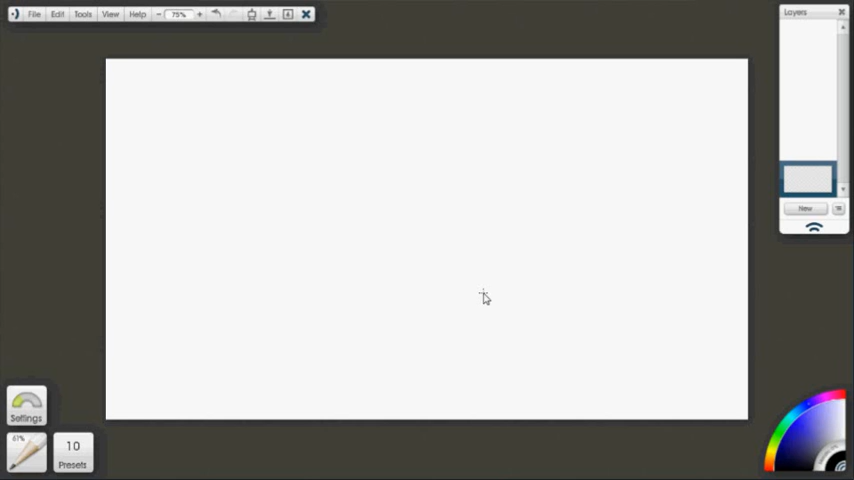 File Edit Tools View Help − 75% +
Layers
New
Settings
61%
10
Presets